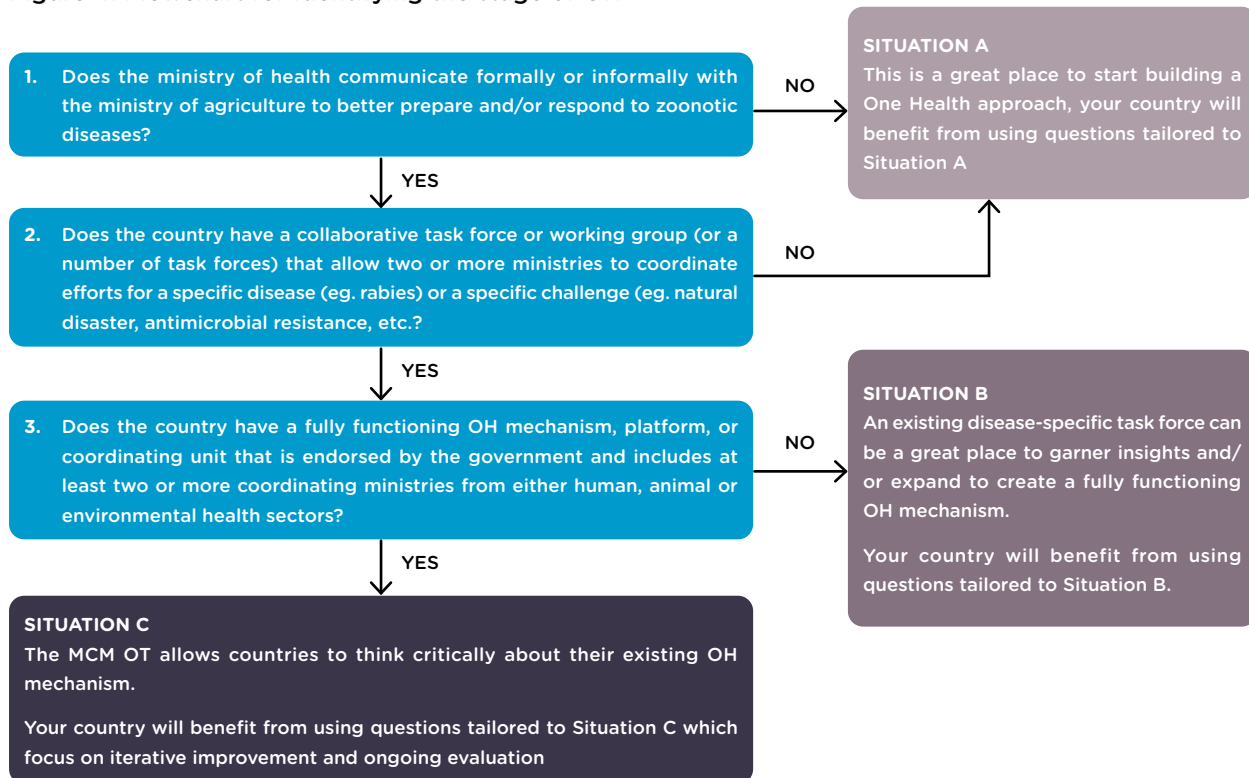 1. Does the ministry of health communicate formally or informally with
the ministry of agriculture to better prepare and/or respond to zoonotic
diseases?
NO
SITUATION A
This is a great place to start building a
One Health approach, your country will
benefit from using questions tailored to
Situation A
YES
2. Does the country have a collaborative task force or working group (or a
number of task forces) that allow two or more ministries to coordinate
efforts for a specific disease (eg. rabies) or a specific challenge (eg. natural
disaster, antimicrobial resistance, etc.?
NO
YES
3. Does the country have a fully functioning OH mechanism, platform, or
coordinating unit that is endorsed by the government and includes at
least two or more coordinating ministries from either human, animal or
environmental health sectors?
NO
SITUATION B
An existing disease-specific task force can
be a great place to garner insights and/
or expand to create a fully functioning
OH mechanism.
Your country will benefit from using
questions tailored to Situation B.
YES
SITUATION C
The MCM OT allows countries to think critically about their existing OH
mechanism.
Your country will benefit from using questions tailored to Situation C which
focus on iterative improvement and ongoing evaluation